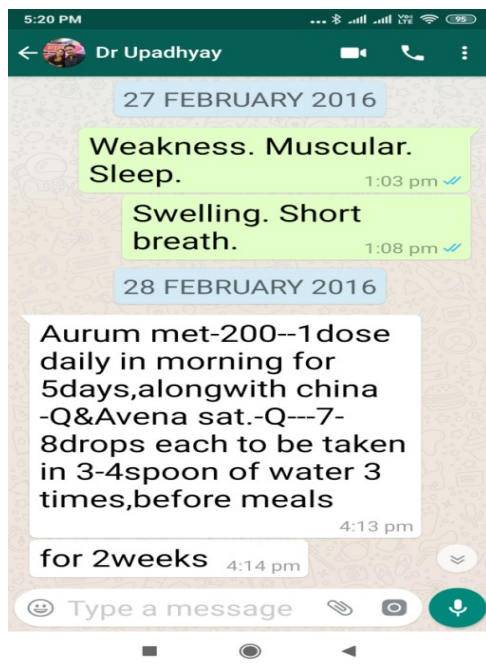 5:20 PM ... Vo) LTE 95
Dr Upadhyay
27 FEBRUARY 2016
Weakness. Muscular.
Sleep.
1:03 pm
Swelling. Short
breath.
1:08 pm
28 FEBRUARY 2016
Aurum met-200--1dose
daily in morning for
5days,alongwith china
-Q&Avena sat.-Q---7-
8drops each to be taken
in 3-4spoon of water 3
times,before meals
4:13 pm
for 2weeks 4:14 pm
Type a message